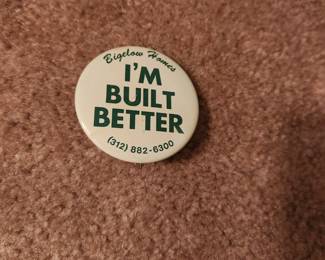 Bigelow Homes
I'M
BUILT
BETTER
(312) 882-6300